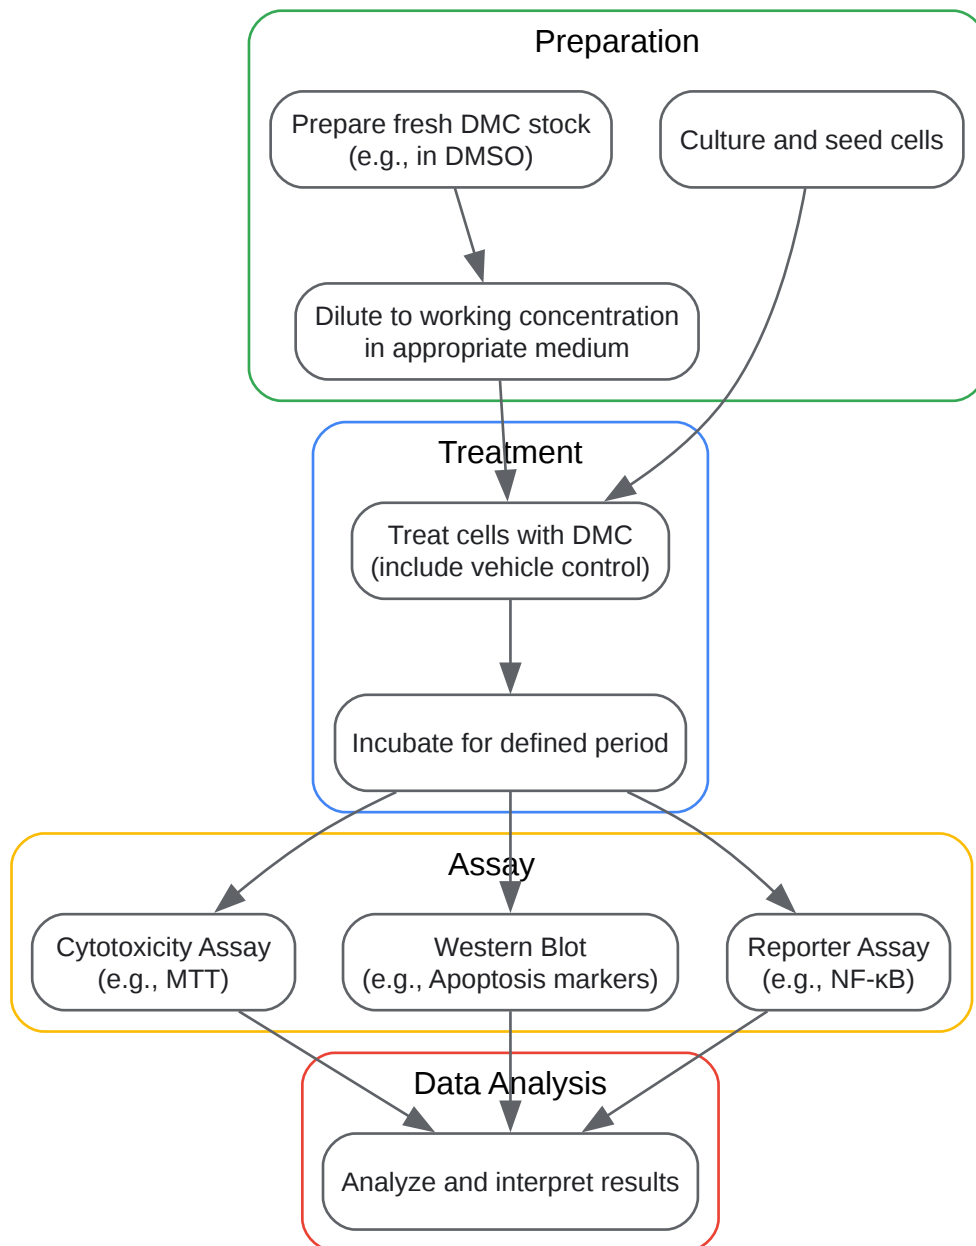 Preparation
Prepare fresh DMC stock
(e.g., in DMSO)
Culture and seed cells
Dilute to working concentration
in appropriate medium
Treatment
Treat cells with DMC
(include vehicle control)
Incubate for defined period
Assay
Cytotoxicity Assay
(e.g., MTT)
Western Blot
(e.g., Apoptosis markers)
Reporter Assay
(e.g., NF-κB)
Data Analysis
Analyze and interpret results